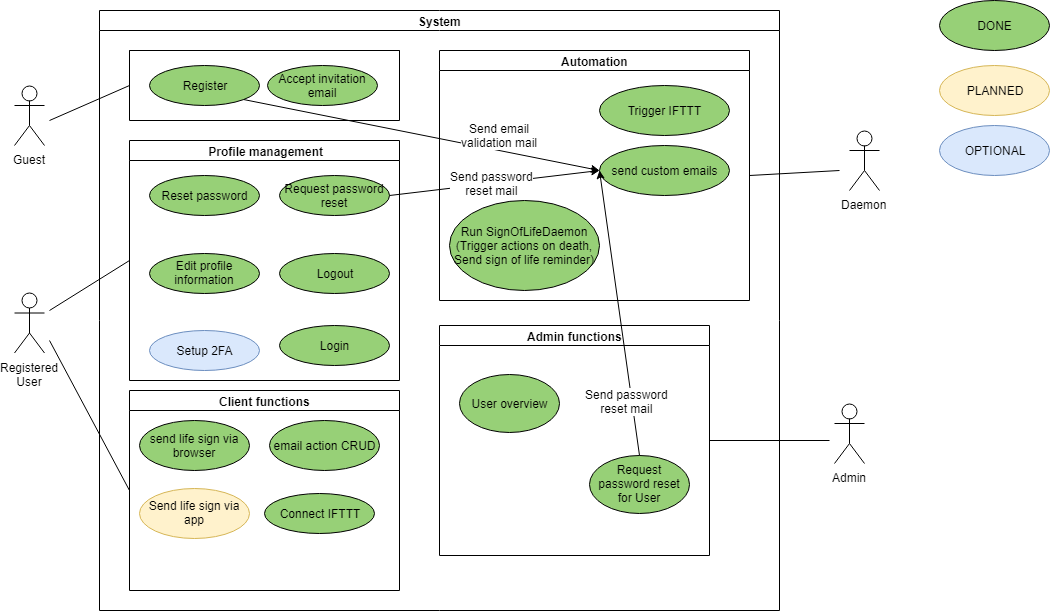 System
DONE
PLANNED
OPTIONAL
Guest
Register
Accept invitation
email
Automation
Trigger IFTTT
Send email
validation mail
send custom emails
Send password
reset mail
Run SignOfLifeDaemon
(Trigger actions on death,
Send sign of life reminder)
Daemon
Profile management
Reset password
Request password
reset
Edit profile
information
Logout
Setup 2FA
Login
Registered
User
Client functions
send life sign via
browser
email action CRUD
Send life sign via
app
Connect IFTTT
Admin functions
User overview
Send password
reset mail
Request
password reset
for User
Admin